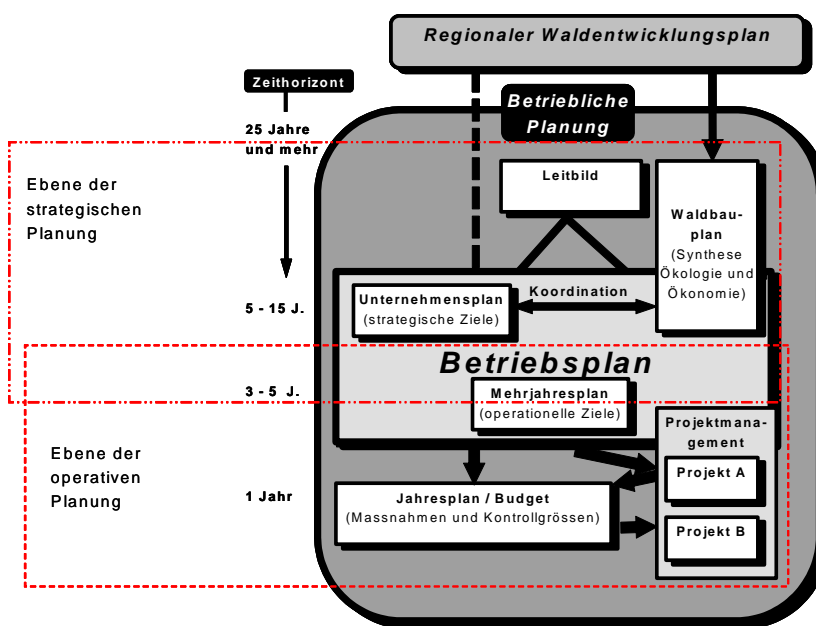 Regionaler Waldentwicklungsplan
Zeithorizont
Betriebliche
Planung
25 Jahre
und mehr
Ebene der
strategischen
Planung
Leitbild
Waldbau-
plan
(Synthese
Ökologie und
Ökonomie)
Unternehmensplan
(strategische Ziele)
Koordination
5 - 15 J.
Betriebsplan
3 - 5 J.
Mehrjahresplan
(operationelle Ziele)
Projektmana-
gement
Ebene der
operativen
Planung
Projekt A
1 Jahr
Jahresplan / Budget
(Massnahmen und Kontrollgrössen)
Projekt B